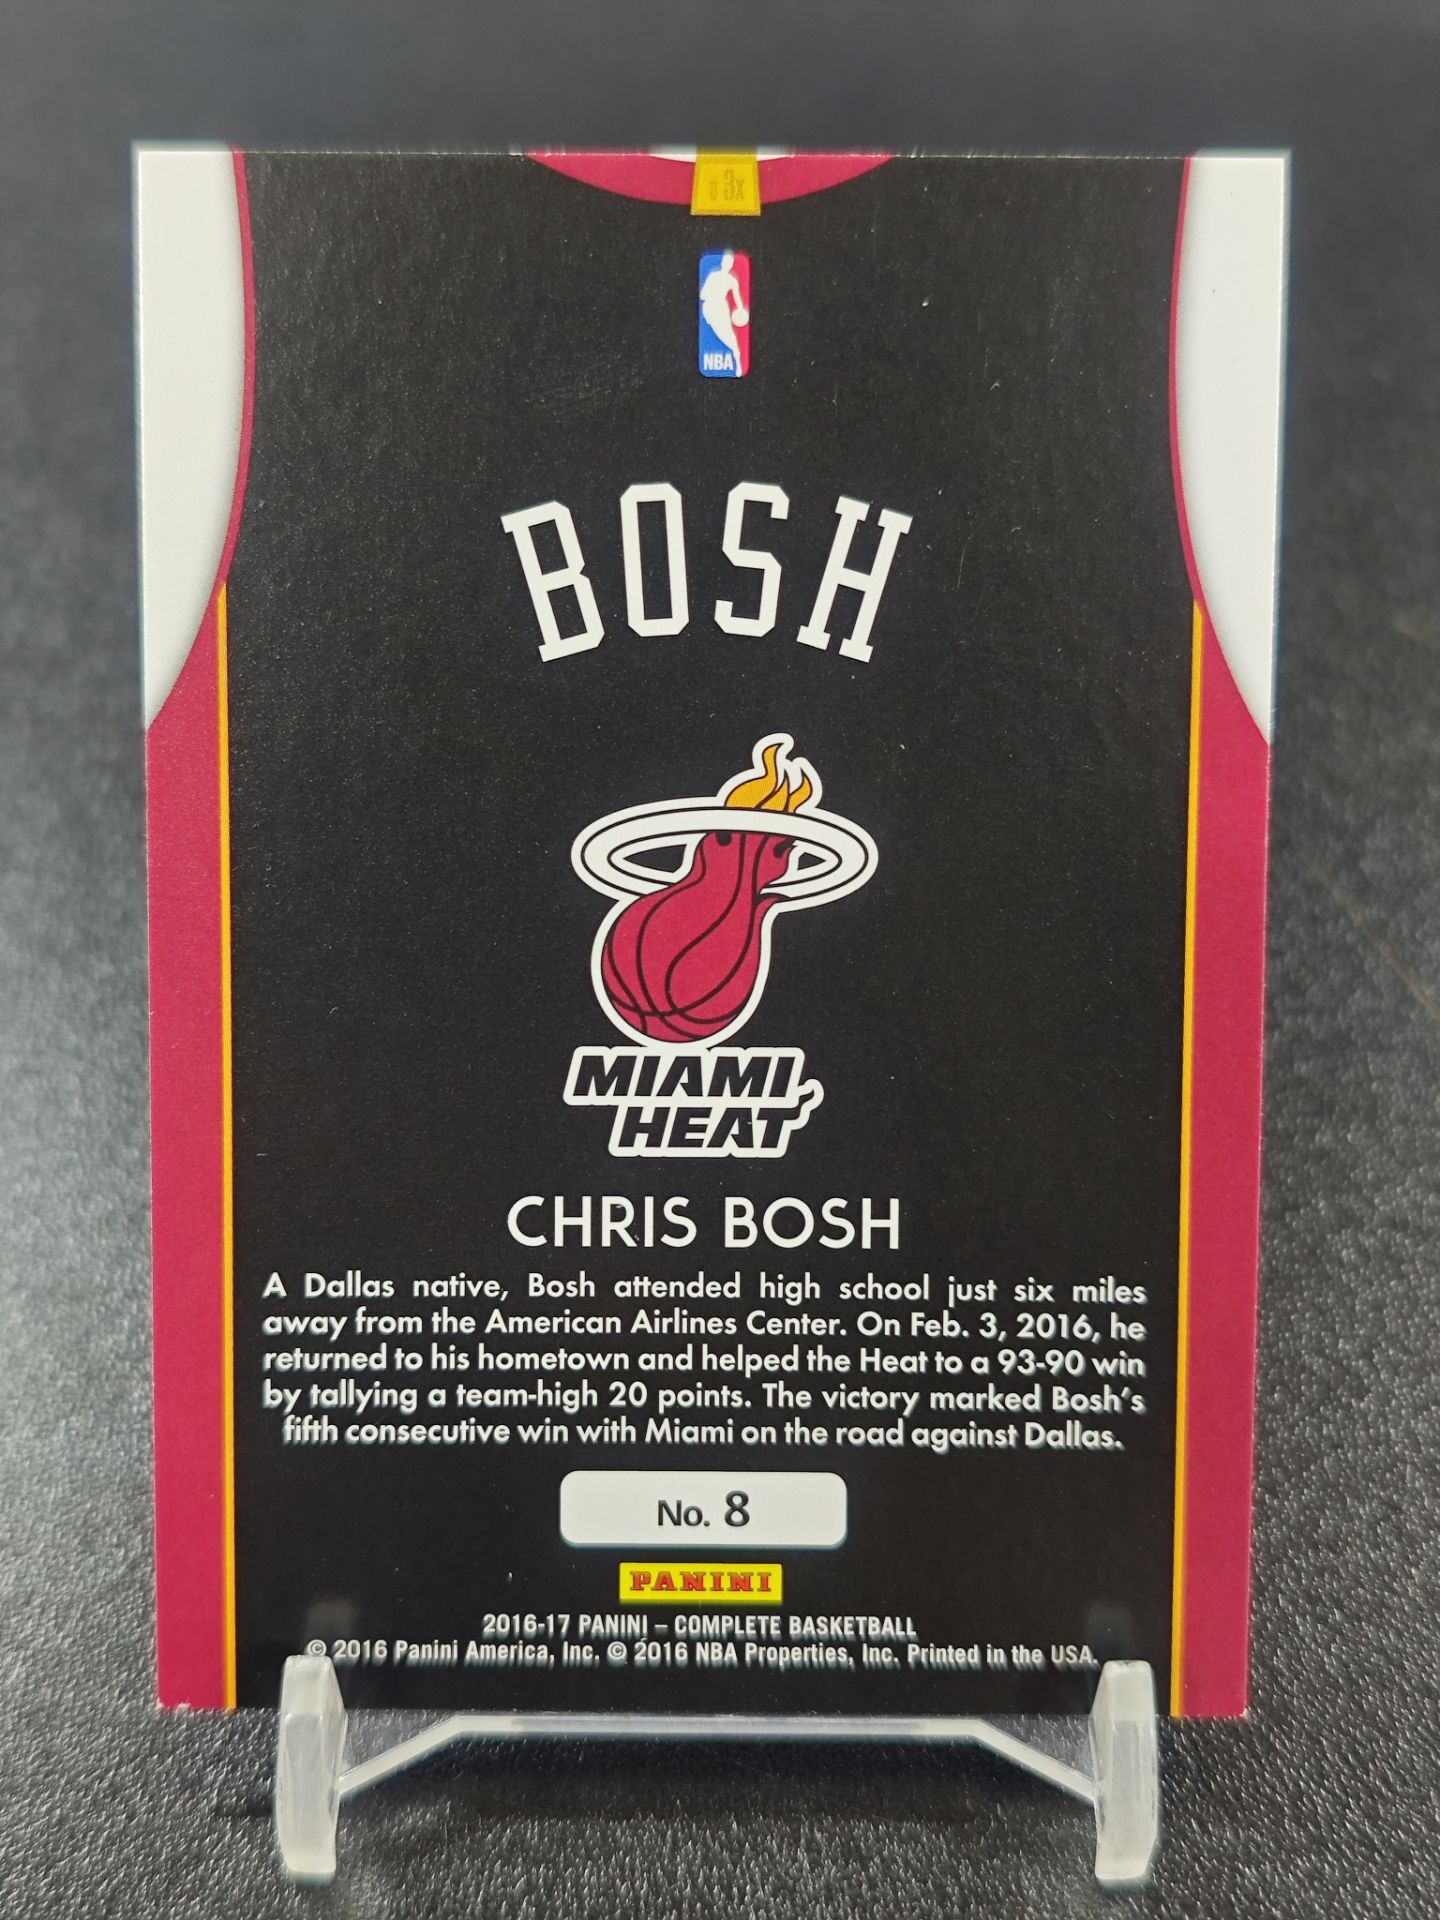 NBA
BOSH
MIAMI
HEAT
CHRIS BOSH
A Dallas native, Bosh attended high school just six miles
away from the American Airlines Center. On Feb. 3, 2016, he
returned to his hometown and helped the Heat to a 93-90 win
by tallying a team-high 20 points. The victory marked Bosh's
fifth consecutive win with Miami on the road against Dallas.
No. 8
PANINI
2016-17 PANINI – COMPLETE BASKETBALL
© 2016 Panini America, Inc. © 2016 NBA Properties, Inc. Printed in the USA.